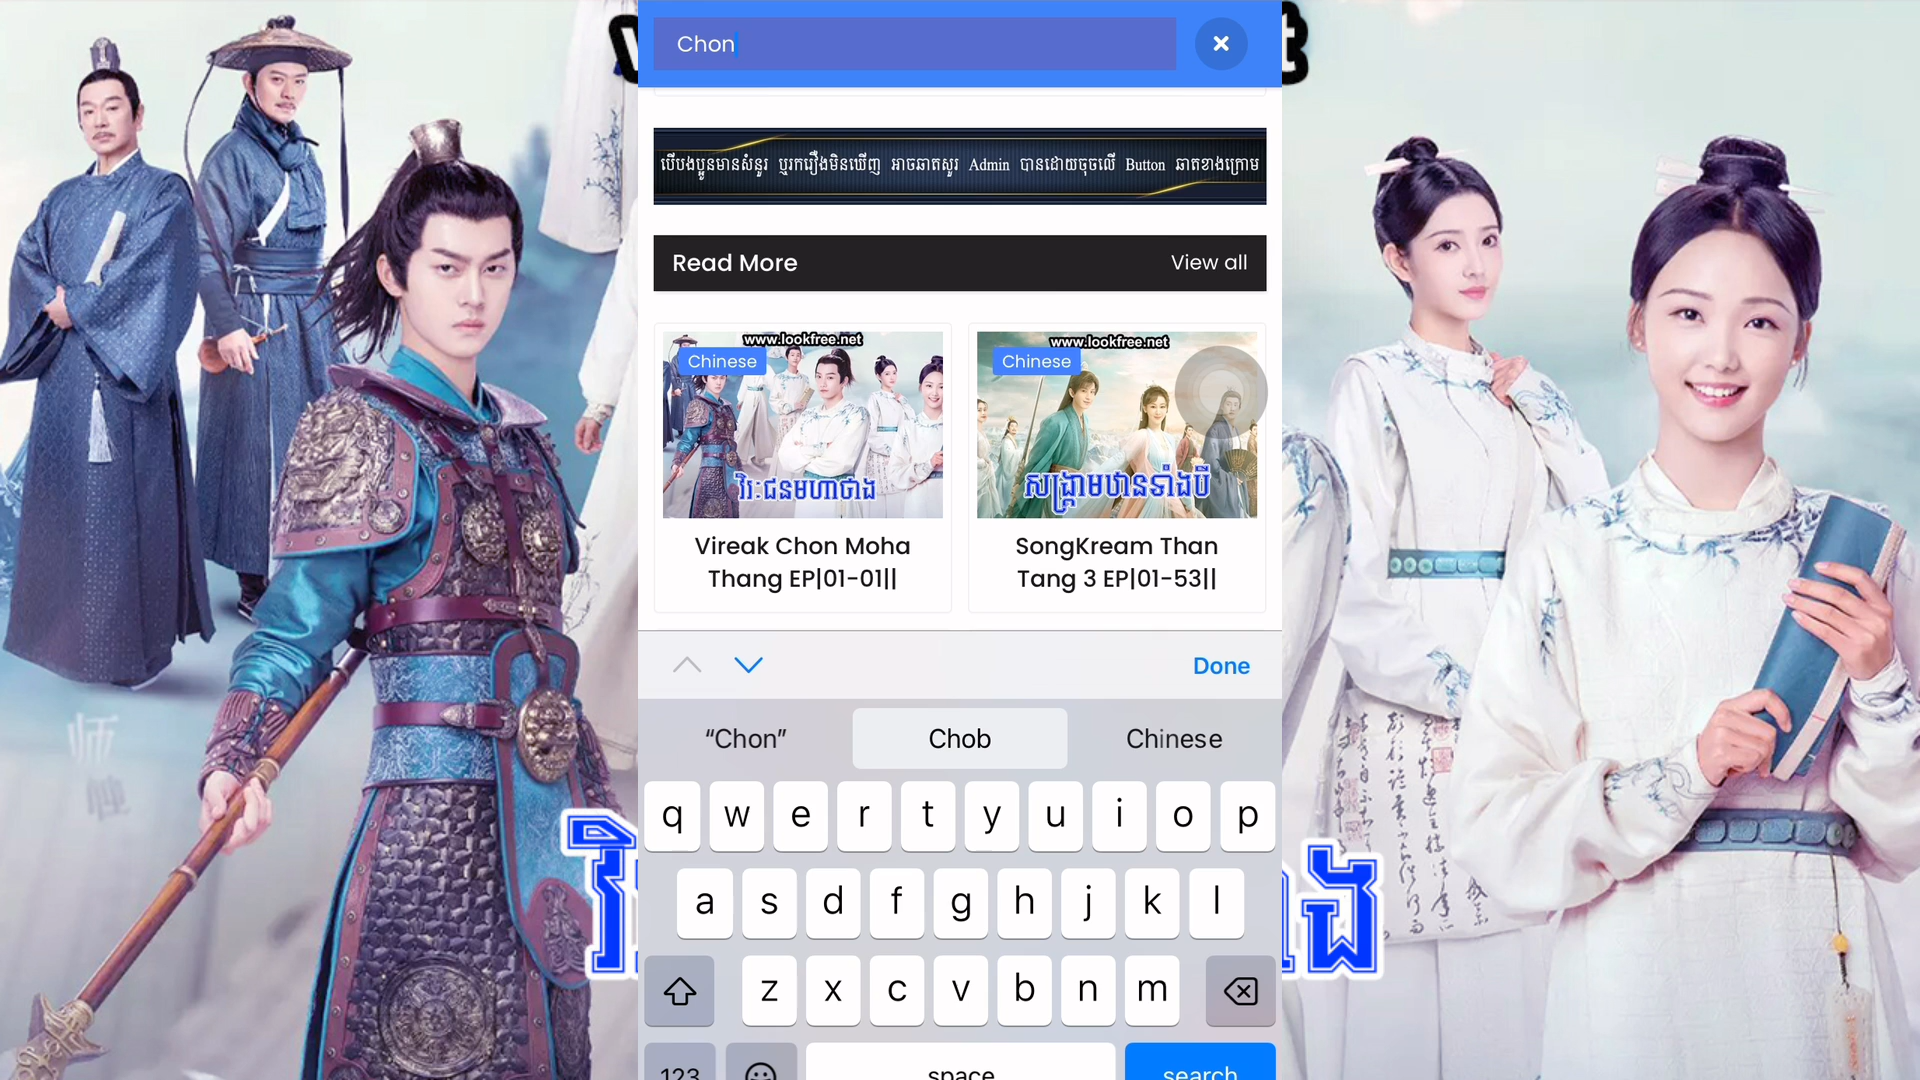 Chon
បើបងប្អូនមានសំនួរ ឬរករឿងមិនឃើញ អាចឆាតសួរ Admin បានដោយចុចលើ Button ឆាតខាងក្រោម
Read More
View all
www.lookfree.net
Chinese
វិរៈជនមហាថាង
Vireak Chon Moha
Thang EP|01-01||
www.lookfree.net
Chinese
សង្គ្រាមឋានទាំងបី
SongKream Than
Tang 3 EP|01-53||
Done
“Chon”
Chob
Chinese
q w e r t y u i o p
a s d f g h j k l
z x c v b n m
123
space
search